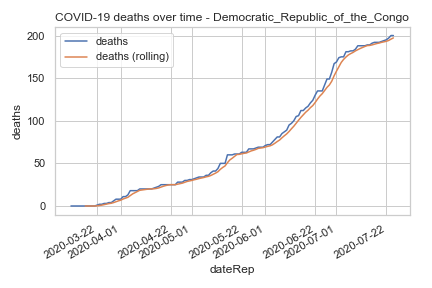 COVID-19 deaths over time - Democratic_Republic_of_the_Congo
deaths
deaths (rolling)
200
150
100
50
0
deaths
2020-03-22
2020-04-01
2020-04-22
2020-05-01
2020-05-22
2020-06-01
2020-06-22
2020-07-01
2020-07-22
dateRep